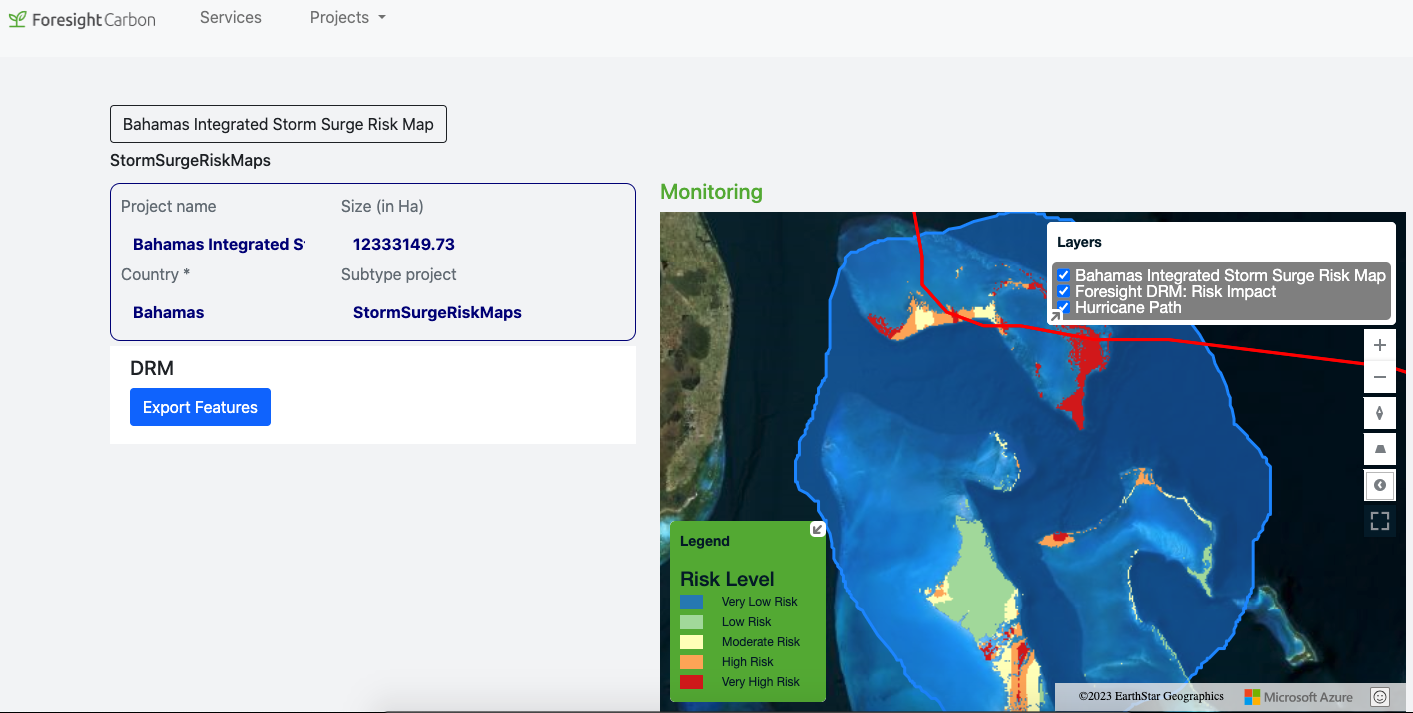 ForesightCarbon
Services
Projects
Bahamas Integrated Storm Surge Risk Map
StormSurgeRiskMaps
Project name
Size (in Ha)
Bahamas Integrated S
12333149.73
Country *
Subtype project
Bahamas
StormSurgeRiskMaps
DRM
Export Features
Monitoring
Layers
Bahamas Integrated Storm Surge Risk Map
Foresight DRM: Risk Impact
Hurricane Path
Legend
Risk Level
Very Low Risk
Low Risk
Moderate Risk
High Risk
Very High Risk
©2023 EarthStar Geographics
Microsoft Azure